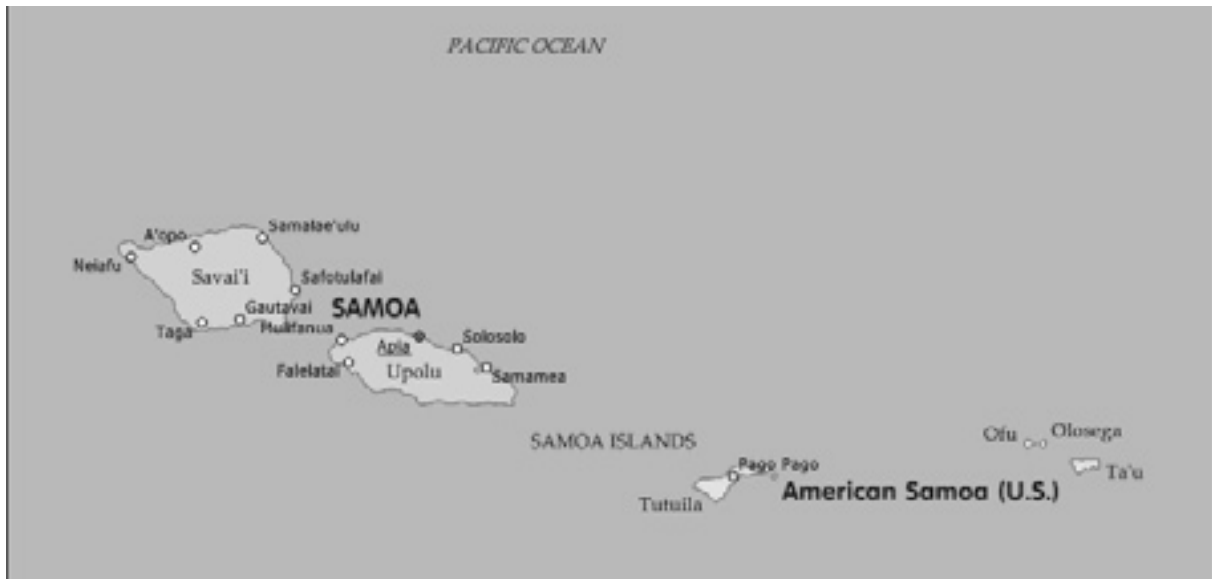 PACIFIC OCEAN
Samalae'ulu
A'opo
Neiafu
Savai'i
Safotulafai
Gautavai
SAMOA
Taga
Mulifanua
Solosolo
Apia
Falelatai
Upolu
Samamea
SAMOA ISLANDS
Ofu
Olosega
Pago Pago
Ta'u
American Samoa (U.S.)
Tutuila